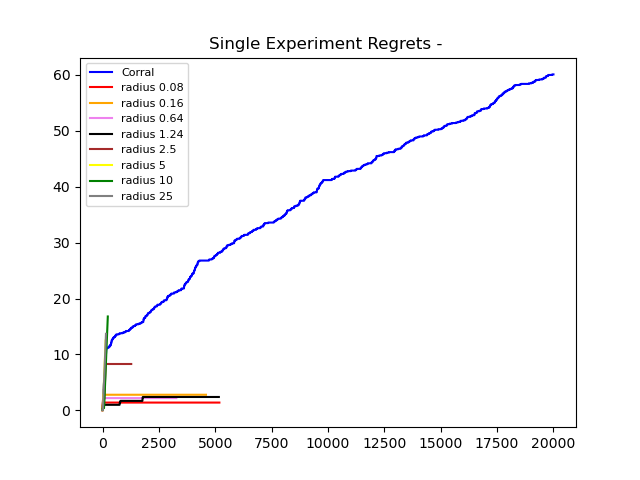 Single Experiment Regrets -
60
50
40
30
20
10
0
Corral
radius 0.08
radius 0.16
radius 0.64
radius 1.24
radius 2.5
radius 5
radius 10
radius 25
0 2500 5000 7500 10000 12500 15000 17500 20000